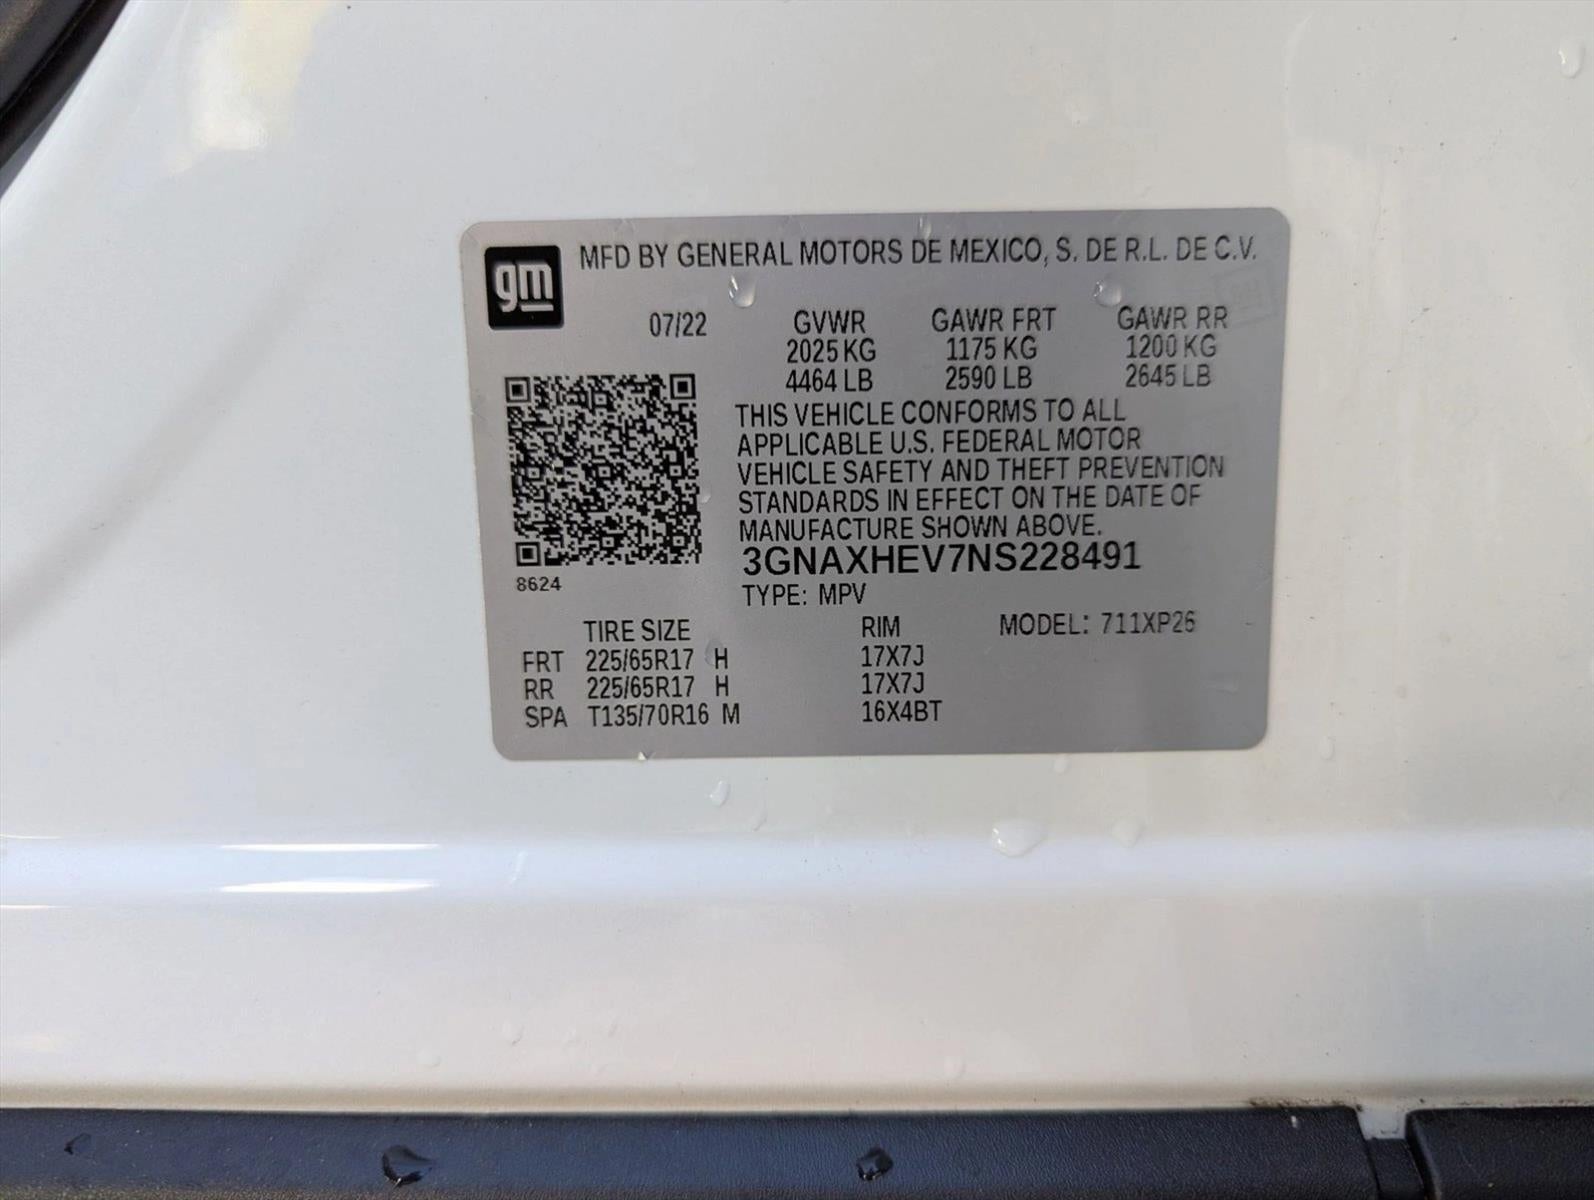 gm
MFD BY GENERAL MOTORS DE MEXICO, S. DE R.L. DE C.V.
07/22
GVWR GAWR FRT GAWR RR
2025 KG 1175 KG 1200 KG
4464 LB 2590 LB 2645 LB
THIS VEHICLE CONFORMS TO ALL
APPLICABLE U.S. FEDERAL MOTOR
VEHICLE SAFETY AND THEFT PREVENTION
STANDARDS IN EFFECT ON THE DATE OF
MANUFACTURE SHOWN ABOVE.
3GNAXHEV7NS228491
8624
TYPE: MPV
TIRE SIZE RIM MODEL: 711XP26
FRT 225/65R17 H 17X7J
RR 225/65R17 H 17X7J
SPA T135/70R16 M 16X4BT